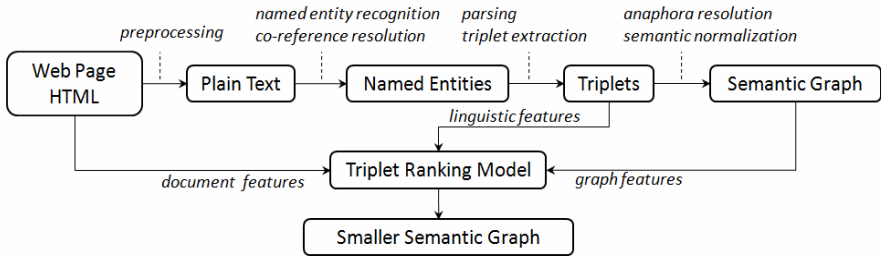 preprocessing
named entity recognition
co-reference resolution
parsing
triplet extraction
anaphora resolution
semantic normalization
Web Page
HTML
Plain Text
Named Entities
Triplets
Semantic Graph
linguistic features
document features
Triplet Ranking Model
graph features
Smaller Semantic Graph